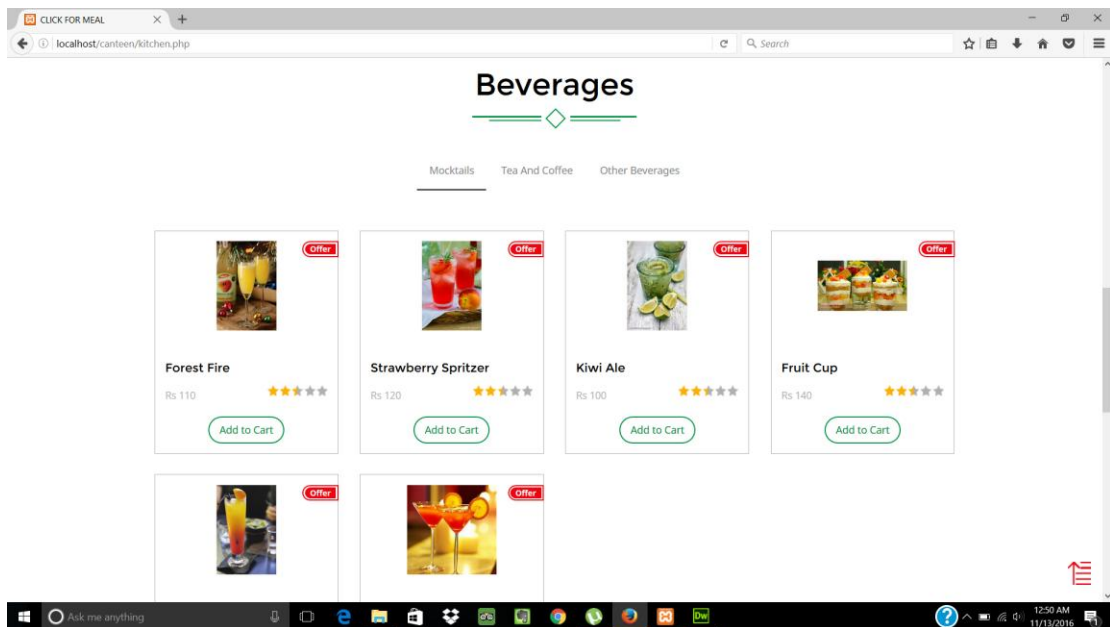 CLICK FOR MEAL
localhost/canteen/kitchen.php
Search
Beverages
Mocktails Tea And Coffee Other Beverages
Offer Offer Offer Offer
Forest Fire Strawberry Spritzer Kiwi Ale Fruit Cup
Rs 110 Rs 120 Rs 100 Rs 140
Add to Cart Add to Cart Add to Cart Add to Cart
Offer Offer
Ask me anything
Dw
12:50 AM
11/13/2016